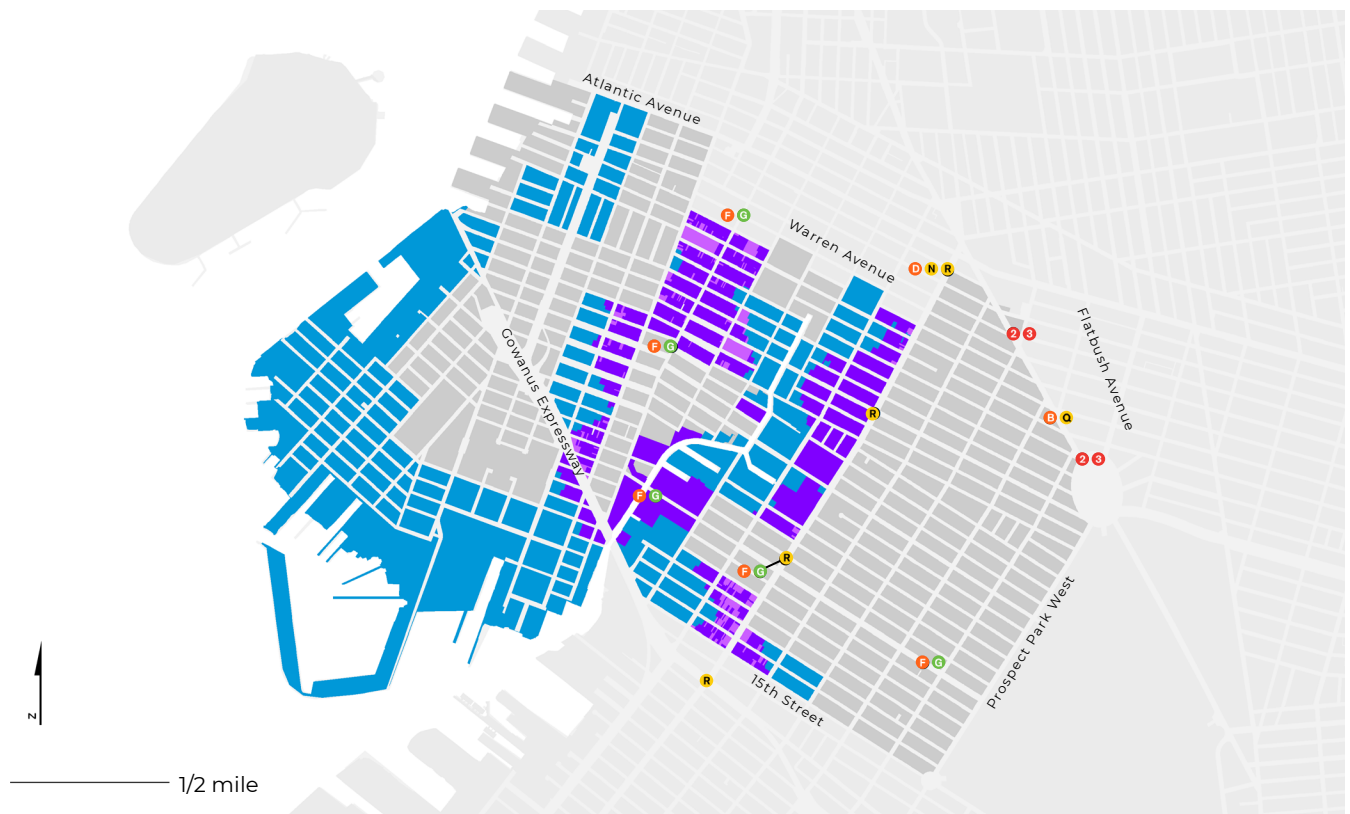 Atlantic Avenue
F G
Warren Avenue
D N R
Flatbush Avenue
2 3
Gowanus Expressway
F G
R
B Q
2 3
F G
R
F G
Prospect Park West
F G
R
15th Street
N
1/2 mile